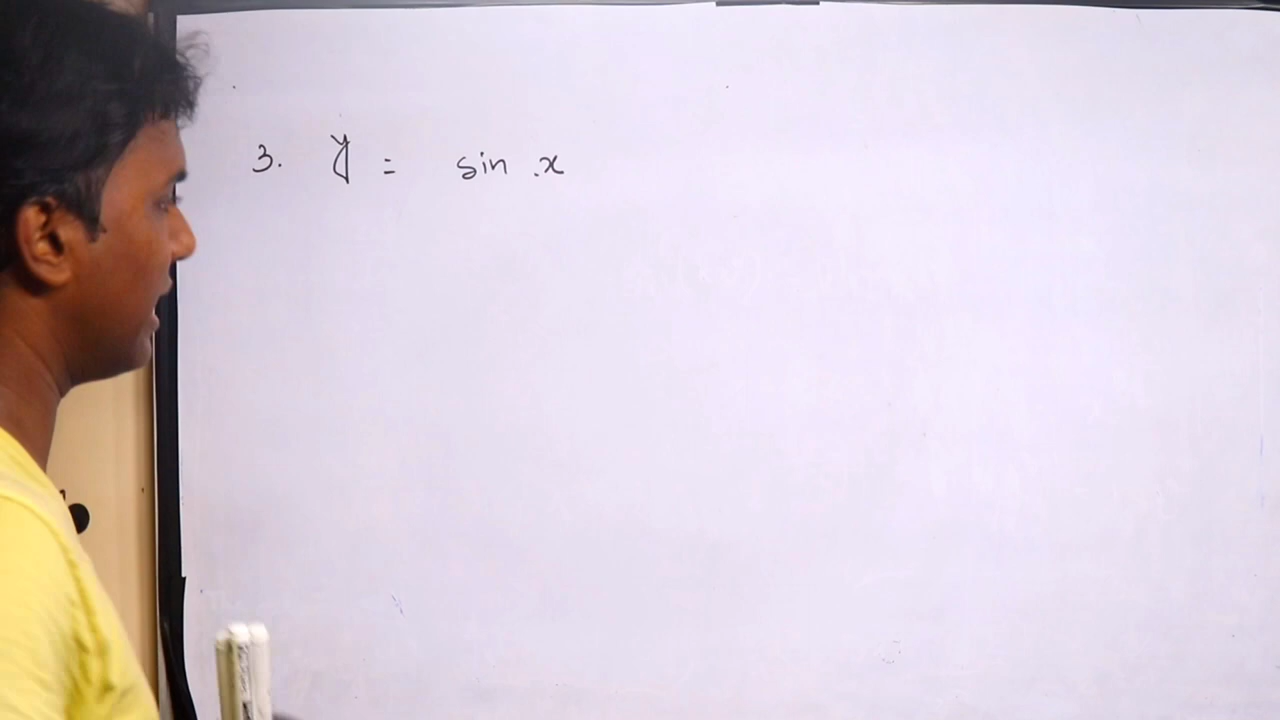 3. y = sin x